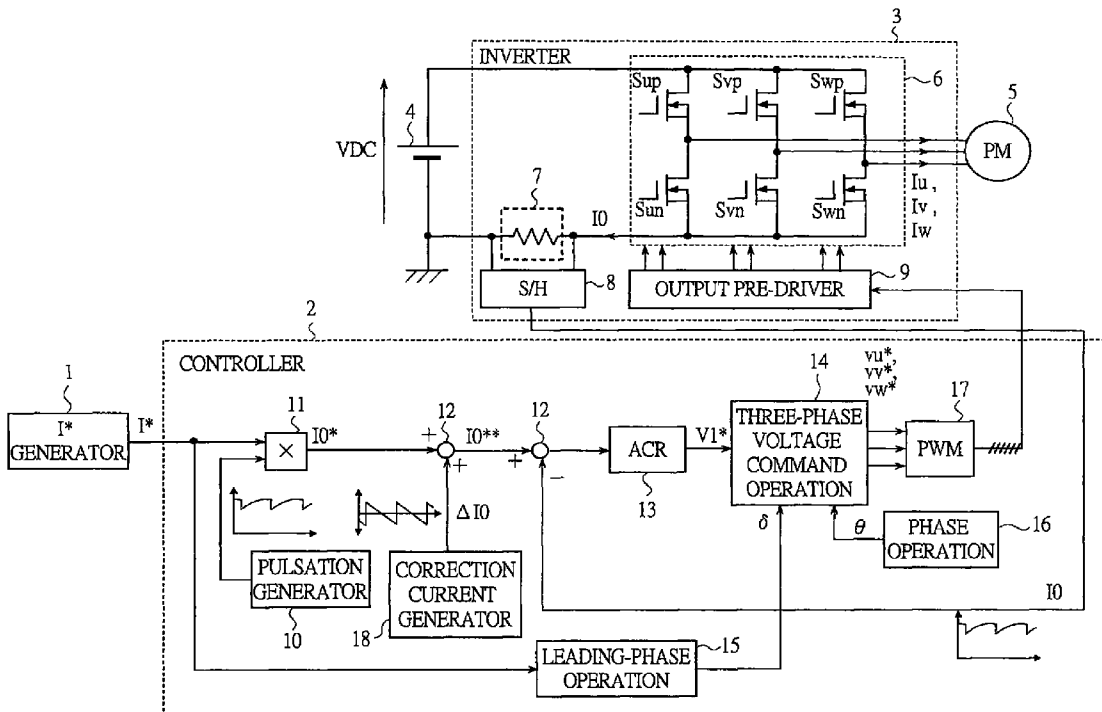 3
INVERTER
6
Sup
Svp
Swp
5
4
VDC
PM
7
Sun
Svn
Swn
Iu ,
Iv ,
Iw
I0
S/H
8
OUTPUT PRE-DRIVER
9
2
CONTROLLER
1
I*
GENERATOR
I*
11
×
I0*
12
+
+
I0**
12
+
−
ACR
13
V1*
14
THREE-PHASE
VOLTAGE
COMMAND
OPERATION
vu*,
vv*,
vw*
17
PWM
ΔI0
δ
θ
PHASE
OPERATION
16
PULSATION
GENERATOR
10
CORRECTION
CURRENT
GENERATOR
18
I0
15
LEADING-PHASE
OPERATION